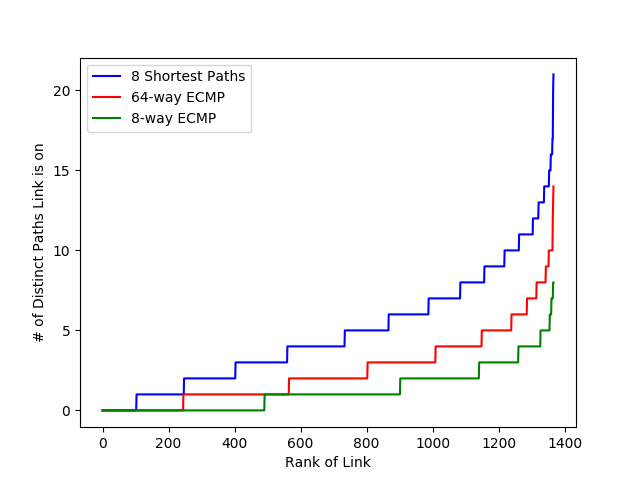 8 Shortest Paths
64-way ECMP
8-way ECMP
# of Distinct Paths Link is on
20
15
10
5
0
0 200 400 600 800 1000 1200 1400
Rank of Link